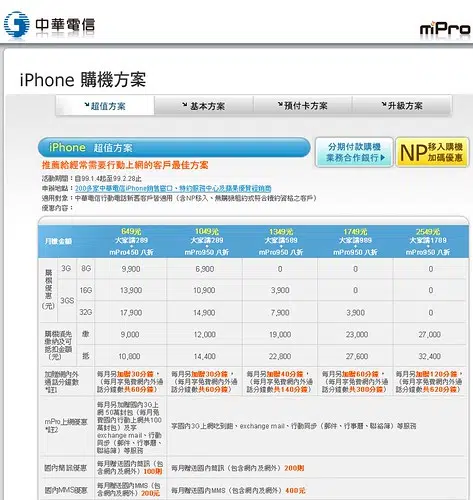 中華電信
mPro
iPhone 購機方案
超值方案
基本方案
預付卡方案
升級方案
iPhone 超值方案
分期付款購機
業務合作銀行
NP 移入購機
加碼優惠
推薦給經常需要行動上網的客戶最佳方案
活動期間：自99.1.4起至99.2.28止
申辦地點：200多家中華電信iPhone銷售窗口、特約服務中心及蘋果優質經銷商
適用對象：中華電信行動電話新舊客戶皆適用（含NP移入、無購機租約或符合續約資格之客戶）
優惠內容：
月繳金額
649元 大家講289 + mPro450 八折
1049元 大家講289 + mPro950 八折
1349元 大家講589 + mPro950 八折
1749元 大家講989 + mPro950 八折
2549元 大家講1789 + mPro950 八折
購機優惠（元）
3G 8G 9,900 6,900 0 0 0
3GS 16G 13,900 10,900 3,900 0 0
32G 17,900 14,900 7,900 3,900 0
購機須先繳納及可抵扣金額（元）
繳 9,000 12,000 19,000 23,000 27,000
抵 10,800 14,400 22,800 27,600 32,400
加贈網內外通話分鐘數 *註1
每月另加贈30分鐘，（每月享免費網內外通話分鐘數共60分鐘）
每月另加贈30分鐘，（每月享免費網內外通話分鐘數共60分鐘）
每月另加贈40分鐘，（每月享免費網內外通話分鐘數共140分鐘）
每月另加贈60分鐘，（每月享免費網內外通話分鐘數共300分鐘）
每月另加贈120分鐘，（每月享免費網內外通話分鐘數共620分鐘）
mPro上網優惠 *註2
每月另加贈國內3G上網 50萬封包（每月免費國內行動上網共100萬封包）及享exchange mail、行動同步（郵件、行事曆、聯絡簿）等服務
享國內3G上網吃到飽、exchange mail、行動同步（郵件、行事曆、聯絡簿）等服務
國內簡訊優惠
每月贈送國內簡訊（包含網內及網外）100則
每月贈送國內簡訊（包含網內及網外）200則
國內MMS優惠
每月贈送國內MMS（包含網內及網外）200元
每月贈送國內MMS（包含網內及網外）400元